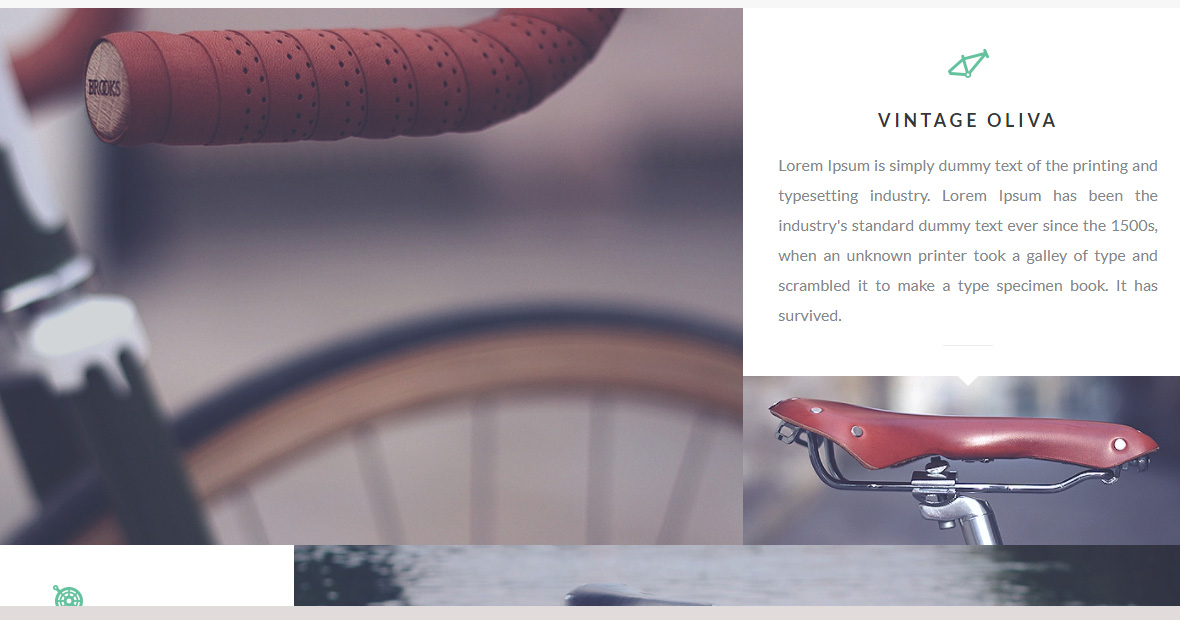 BROOKS
VINTAGE OLIVA
Lorem Ipsum is simply dummy text of the printing and
typesetting industry. Lorem Ipsum has been the
industry's standard dummy text ever since the 1500s,
when an unknown printer took a galley of type and
scrambled it to make a type specimen book. It has
survived.